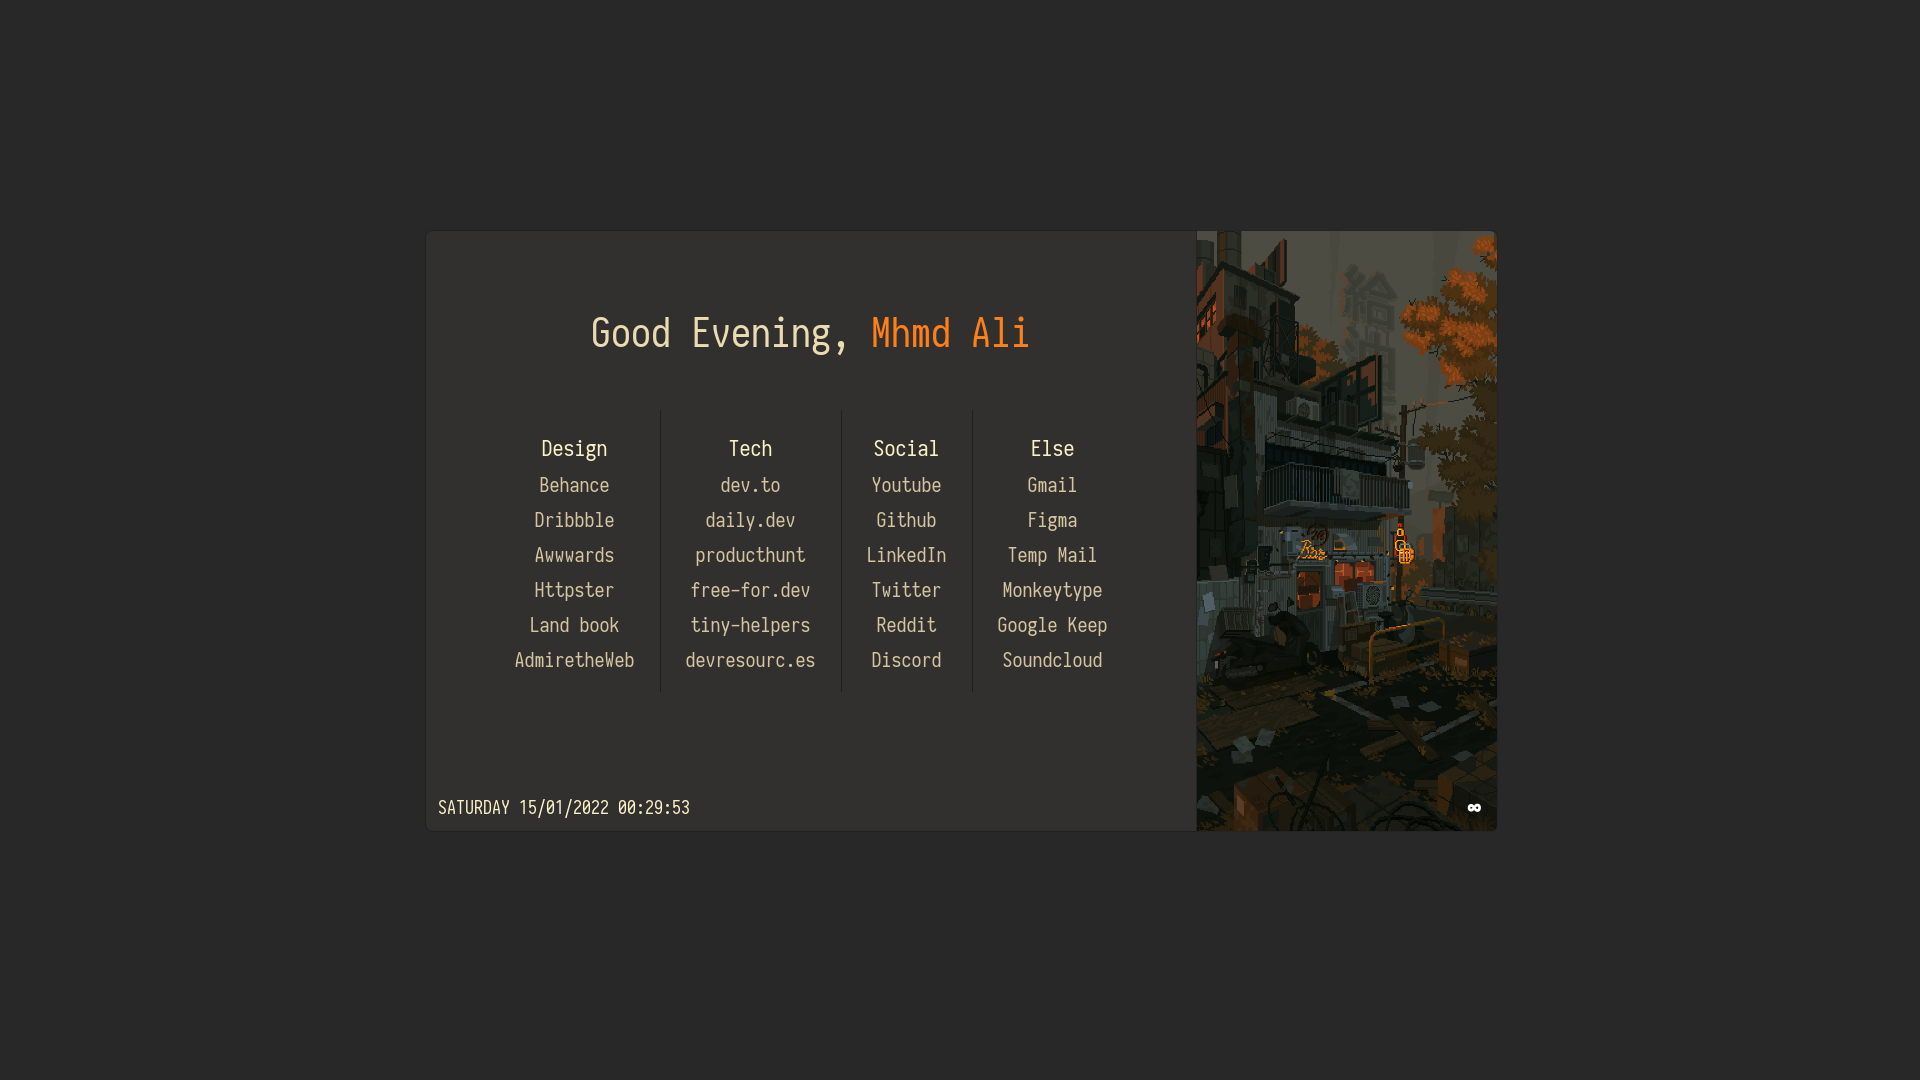 Good Evening, Mhmd Ali
Design
Behance
Dribbble
Awwwards
Httpster
Land book
AdmiretheWeb
Tech
dev.to
daily.dev
producthunt
free-for.dev
tiny-helpers
devresourc.es
Social
Youtube
Github
LinkedIn
Twitter
Reddit
Discord
Else
Gmail
Figma
Temp Mail
Monkeytype
Google Keep
Soundcloud
SATURDAY 15/01/2022 00:29:53
Bar